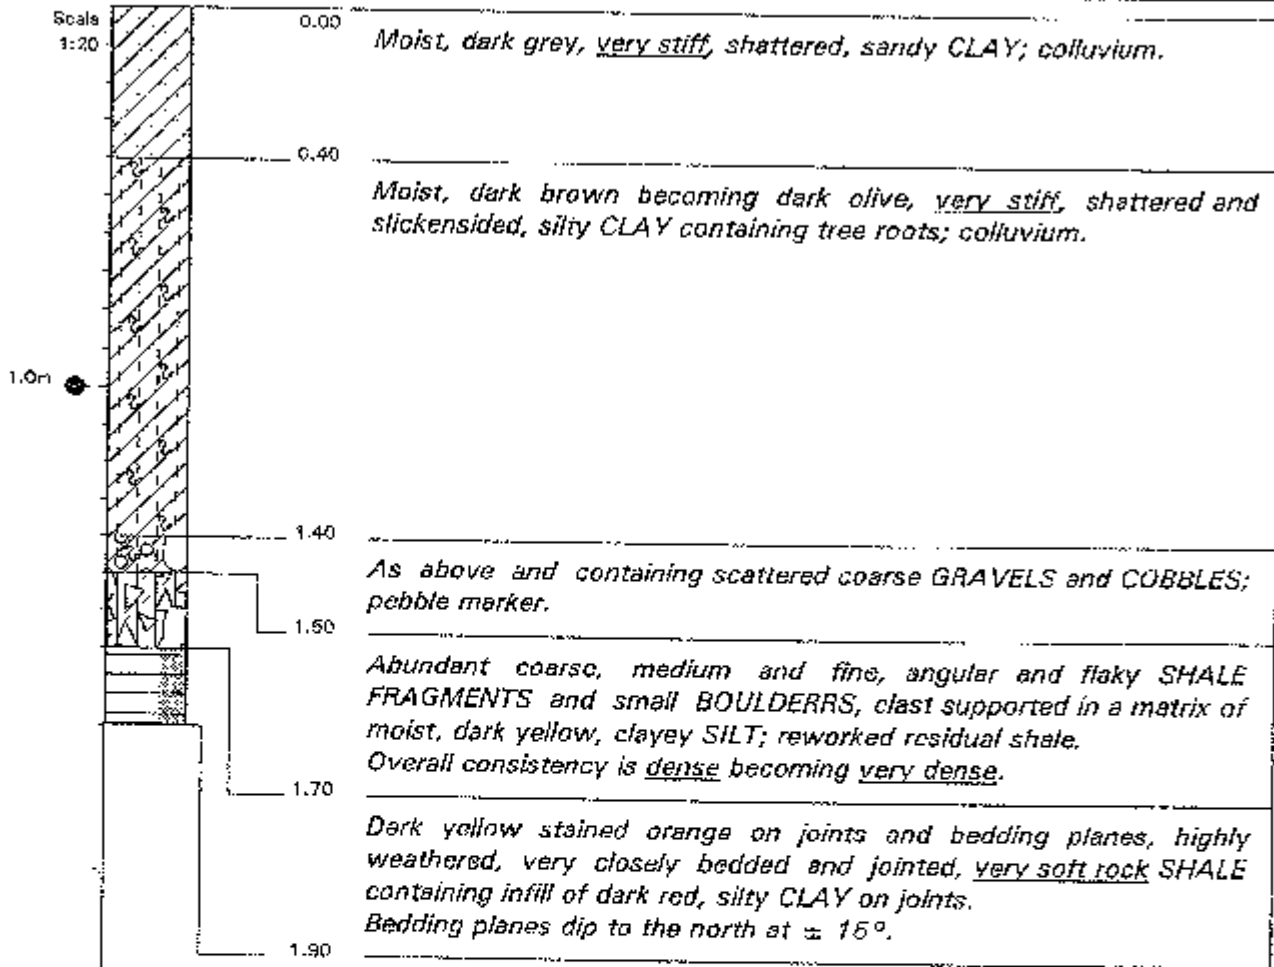 Scale
1:20
0.00
Moist, dark grey, very stiff, shattered, sandy CLAY; colluvium.
0.40
Moist, dark brown becoming dark olive, very stiff, shattered and
slickensided, silty CLAY containing tree roots; colluvium.
1.0m
1.40
As above and containing scattered coarse GRAVELS and COBBLES;
pebble marker.
1.50
Abundant coarse, medium and fine, angular and flaky SHALE
FRAGMENTS and small BOULDERRS, clast supported in a matrix of
moist, dark yellow, clayey SILT; reworked residual shale.
Overall consistency is dense becoming very dense.
1.70
Dark yellow stained orange on joints and bedding planes, highly
weathered, very closely bedded and jointed, very soft rock SHALE
containing infill of dark red, silty CLAY on joints.
Bedding planes dip to the north at ± 15°.
1.90